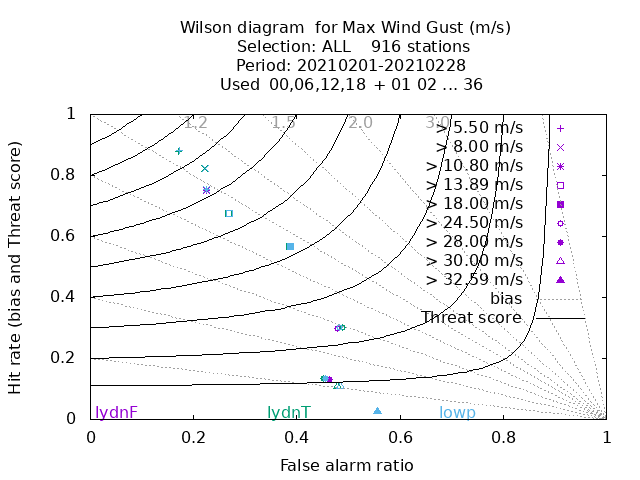 Wilson diagram for Max Wind Gust (m/s)
Selection: ALL 916 stations
Period: 20210201-20210228
Used 00,06,12,18 + 01 02 ... 36
Hit rate (bias and Threat score)
1
0.8
0.6
0.4
0.2
0
1.2
1.5
2.0
3.0
> 5.50 m/s
> 8.00 m/s
> 10.80 m/s
> 13.89 m/s
> 18.00 m/s
> 24.50 m/s
> 28.00 m/s
> 30.00 m/s
> 32.59 m/s
bias
Threat score
lydnF
lydnT
lowp
0
0.2
0.4
0.6
0.8
1
False alarm ratio